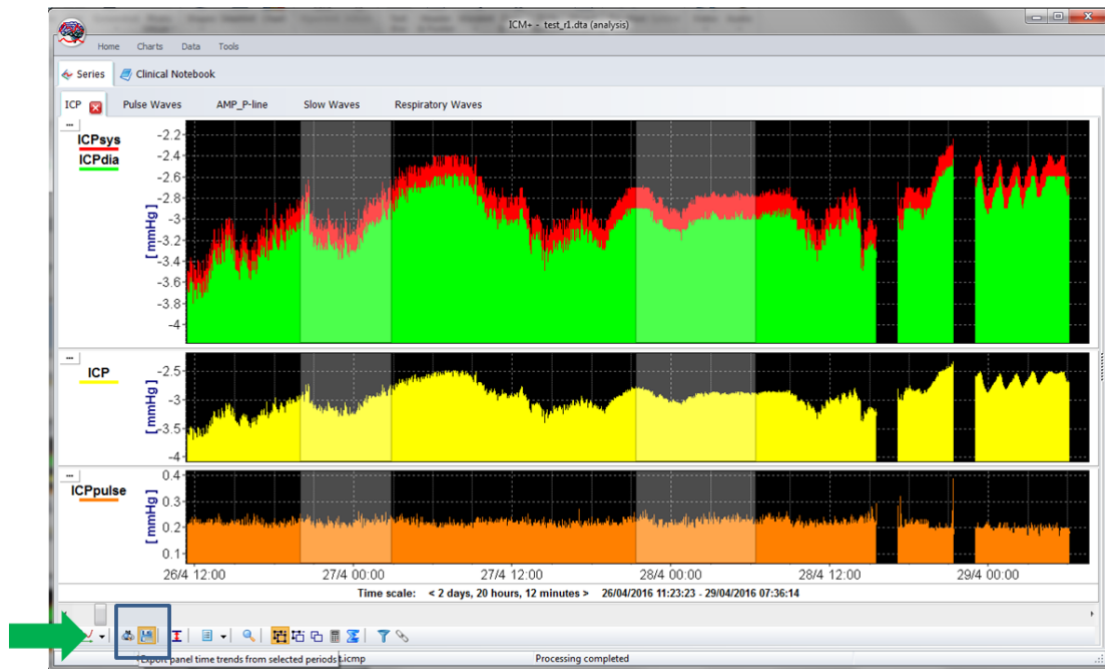 ICM+ - test_r1.dta (analysis)
Home Charts Data Tools
Series Clinical Notebook
ICP Pulse Waves AMP_P-line Slow Waves Respiratory Waves
...
ICPsys
ICPdia
[mmHg]
-2.2
-2.4
-2.6
-2.8
-3
-3.2
-3.4
-3.6
-3.8
-4
...
ICP
[mmHg]
-2.5
-3
-3.5
-4
...
ICPpulse
[mmHg]
0.4
0.3
0.2
0.1
26/4 12:00 27/4 00:00 27/4 12:00 28/4 00:00 28/4 12:00 29/4 00:00
Time scale: < 2 days, 20 hours, 12 minutes > 26/04/2016 11:23:23 - 29/04/2016 07:36:14
Export panel time trends from selected periods t.icmp Processing completed